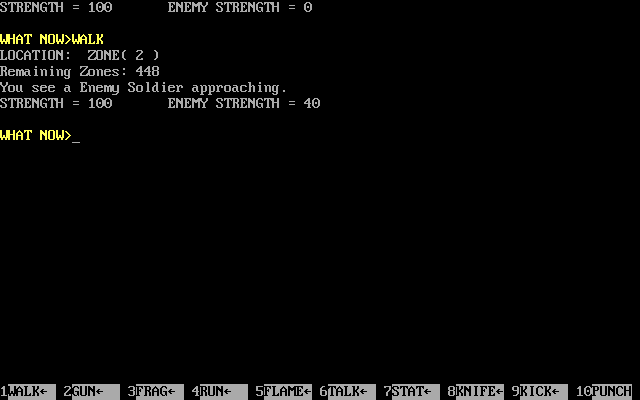 STRENGTH = 100       ENEMY STRENGTH = 0
WHAT NOW>WALK
LOCATION:  ZONE( 2 )
Remaining Zones: 448
You see a Enemy Soldier approaching.
STRENGTH = 100       ENEMY STRENGTH = 40
WHAT NOW>_
1WALK← 2GUN← 3FRAG← 4RUN← 5FLAME← 6TALK← 7STAT← 8KNIFE← 9KICK← 10PUNCH